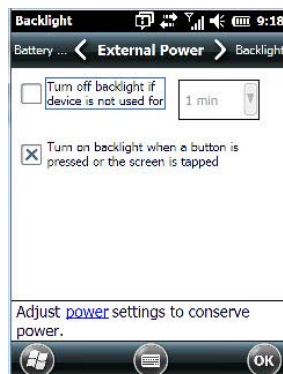 Backlight 9:18
Battery ... External Power Backlight
Turn off backlight if
device is not used for
1 min
Turn on backlight when a button is
pressed or the screen is tapped
Adjust power settings to conserve
power.
OK